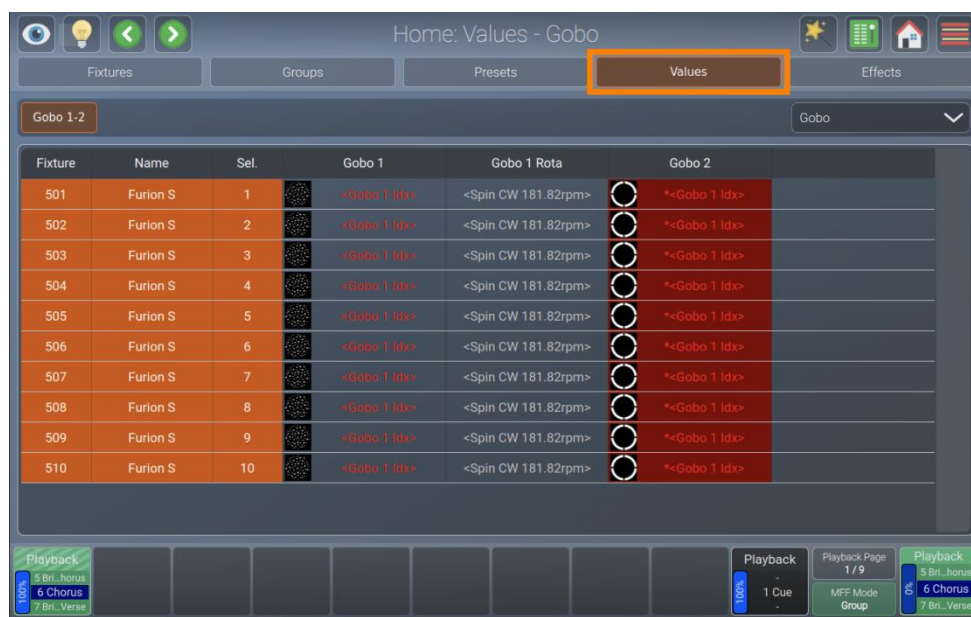 Home: Values - Gobo
Fixtures Groups Presets Values Effects
Gobo 1-2 Gobo
Fixture Name Sel. Gobo 1 Gobo 1 Rota Gobo 2
501 Furion S 1 <Gobo 1 Idx> <Spin CW 181.82rpm> *<Gobo 1 Idx>
502 Furion S 2 <Gobo 1 Idx> <Spin CW 181.82rpm> *<Gobo 1 Idx>
503 Furion S 3 <Gobo 1 Idx> <Spin CW 181.82rpm> *<Gobo 1 Idx>
504 Furion S 4 <Gobo 1 Idx> <Spin CW 181.82rpm> *<Gobo 1 Idx>
505 Furion S 5 <Gobo 1 Idx> <Spin CW 181.82rpm> *<Gobo 1 Idx>
506 Furion S 6 <Gobo 1 Idx> <Spin CW 181.82rpm> *<Gobo 1 Idx>
507 Furion S 7 <Gobo 1 Idx> <Spin CW 181.82rpm> *<Gobo 1 Idx>
508 Furion S 8 <Gobo 1 Idx> <Spin CW 181.82rpm> *<Gobo 1 Idx>
509 Furion S 9 <Gobo 1 Idx> <Spin CW 181.82rpm> *<Gobo 1 Idx>
510 Furion S 10 <Gobo 1 Idx> <Spin CW 181.82rpm> *<Gobo 1 Idx>
Playback
5 Bri...horus
100% 6 Chorus
7 Bri...Verse
Playback
-
100% 1 Cue
-
Playback Page
1 / 9
MFF Mode
Group
Playback
5 Bri...horus
0% 6 Chorus
7 Bri...Verse